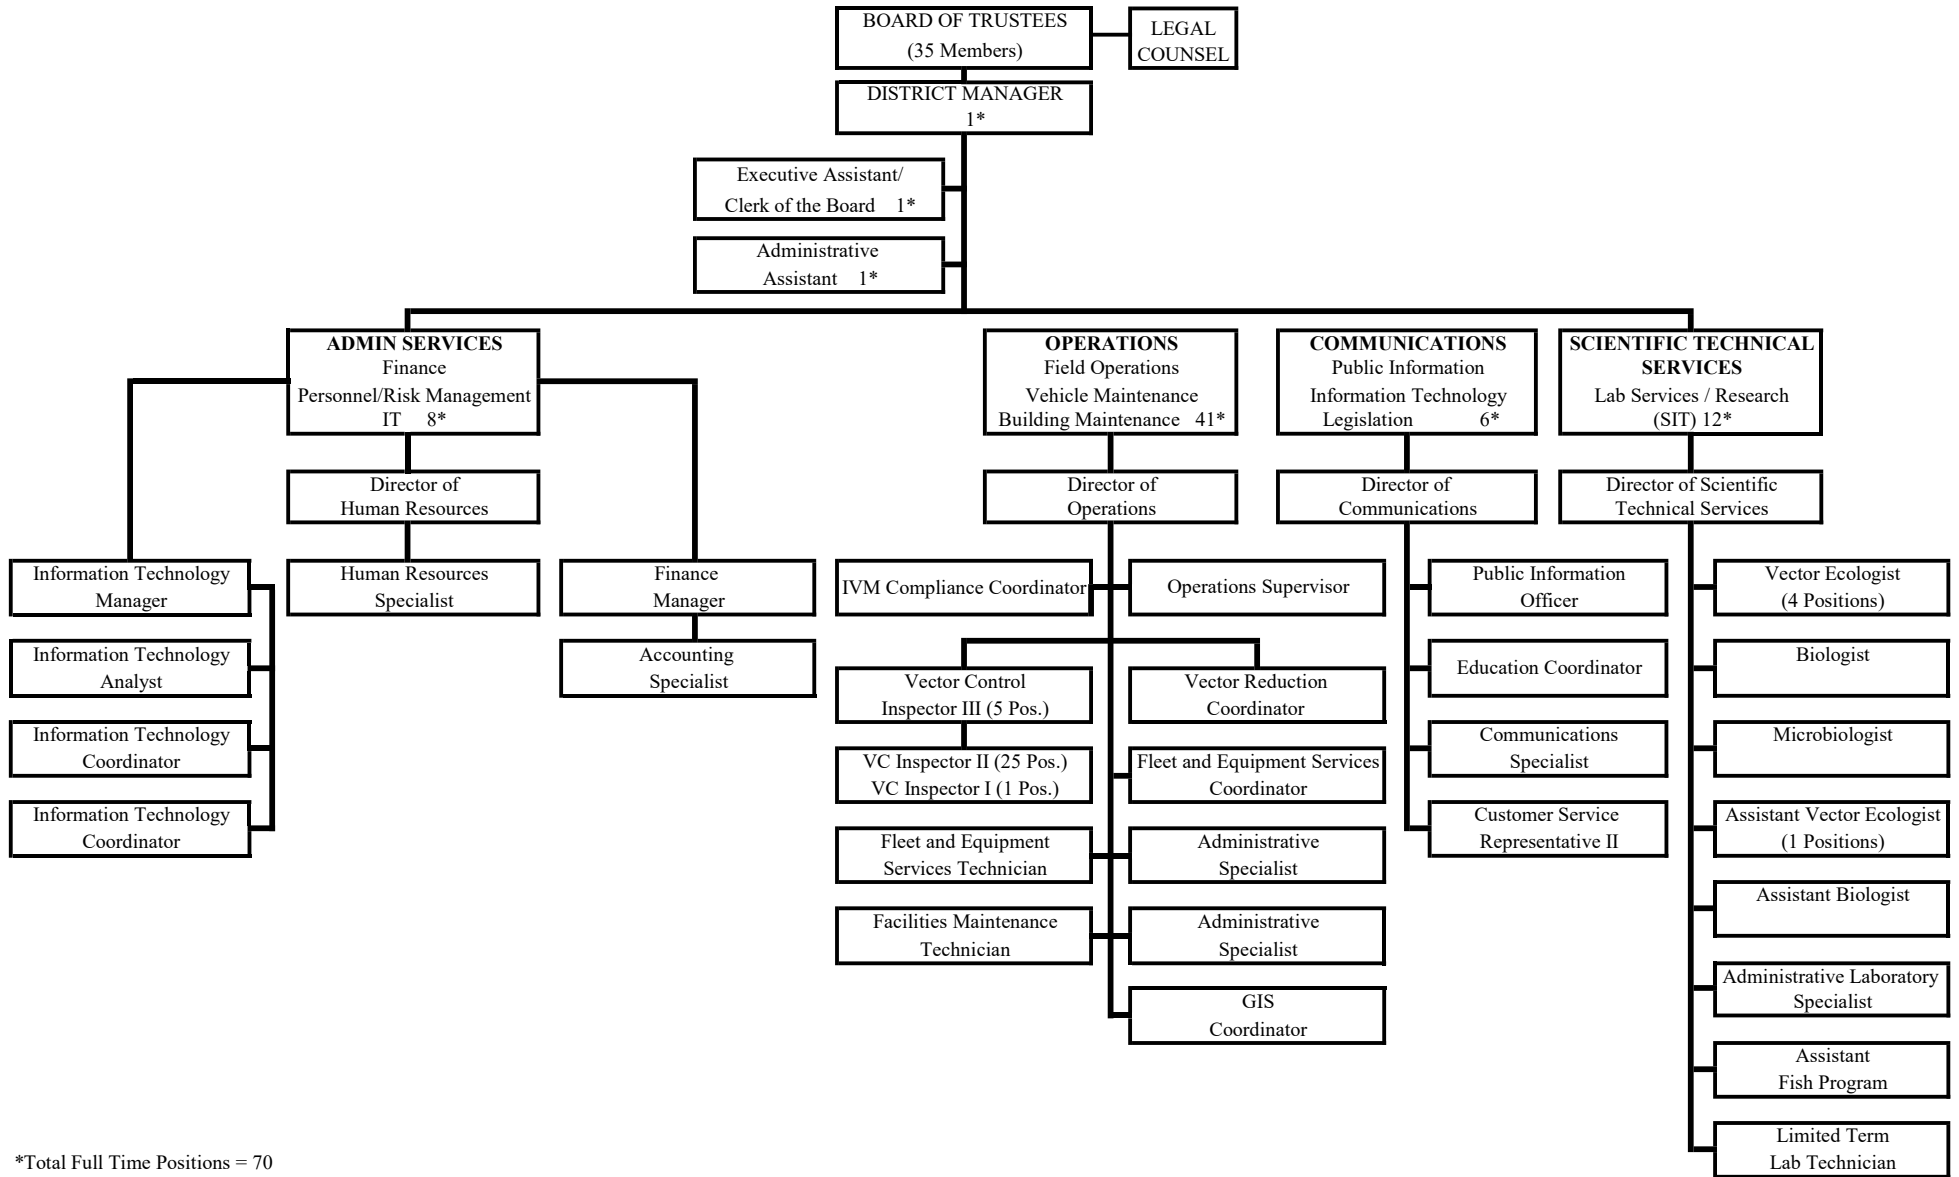 BOARD OF TRUSTEES
(35 Members)
LEGAL
COUNSEL
DISTRICT MANAGER
1*
Executive Assistant/
Clerk of the Board 1*
Administrative
Assistant 1*
ADMIN SERVICES
Finance
Personnel/Risk Management
IT 8*
OPERATIONS
Field Operations
Vehicle Maintenance
Building Maintenance 41*
COMMUNICATIONS
Public Information
Information Technology
Legislation 6*
SCIENTIFIC TECHNICAL
SERVICES
Lab Services / Research
(SIT) 12*
Director of
Human Resources
Director of
Operations
Director of
Communications
Director of Scientific
Technical Services
Information Technology
Manager
Information Technology
Analyst
Information Technology
Coordinator
Information Technology
Coordinator
Human Resources
Specialist
Finance
Manager
Accounting
Specialist
IVM Compliance Coordinator
Operations Supervisor
Vector Control
Inspector III (5 Pos.)
Vector Reduction
Coordinator
VC Inspector II (25 Pos.)
VC Inspector I (1 Pos.)
Fleet and Equipment Services
Coordinator
Fleet and Equipment
Services Technician
Administrative
Specialist
Facilities Maintenance
Technician
Administrative
Specialist
GIS
Coordinator
Public Information
Officer
Education Coordinator
Communications
Specialist
Customer Service
Representative II
Vector Ecologist
(4 Positions)
Biologist
Microbiologist
Assistant Vector Ecologist
(1 Positions)
Assistant Biologist
Administrative Laboratory
Specialist
Assistant
Fish Program
Limited Term
Lab Technician
*Total Full Time Positions = 70